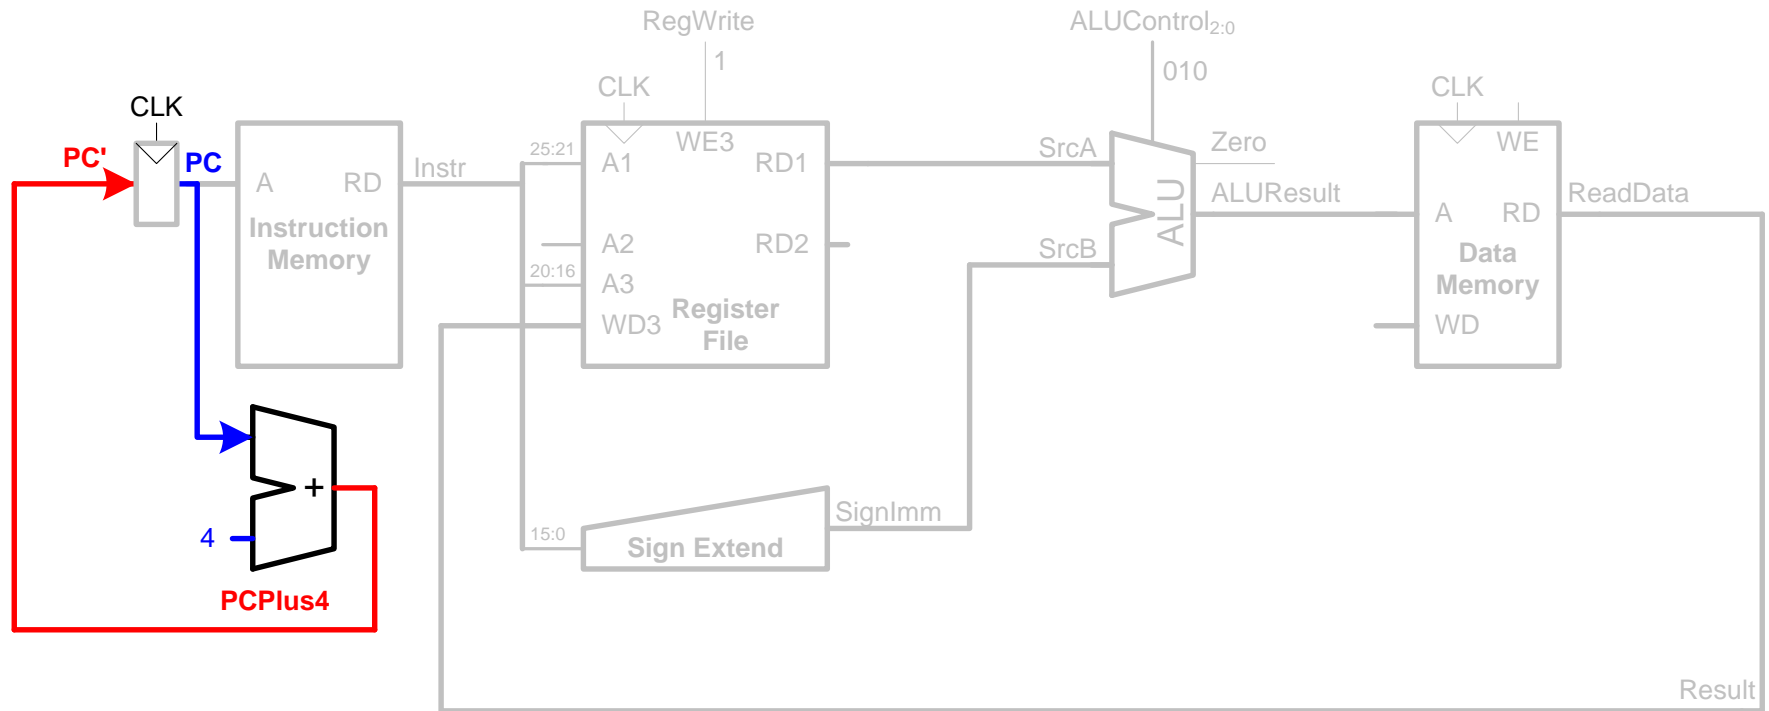 RegWrite
ALUControl2:0
1
010
CLK
CLK
CLK
PC'
PC
A
RD
Instruction
Memory
Instr
25:21
A1
WE3
RD1
A2
RD2
20:16
A3
WD3
Register
File
SrcA
SrcB
ALU
Zero
ALUResult
WE
A
RD
Data
Memory
WD
ReadData
+
4
PCPlus4
15:0
Sign Extend
SignImm
Result